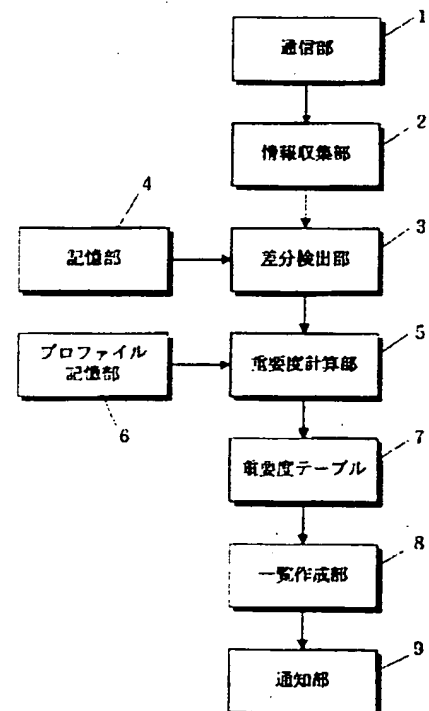 1
通信部
2
情報収集部
4
3
記憶部
差分検出部
5
プロファイル
記憶部
重要度計算部
6
7
重要度テーブル
8
一覧作成部
9
通知部